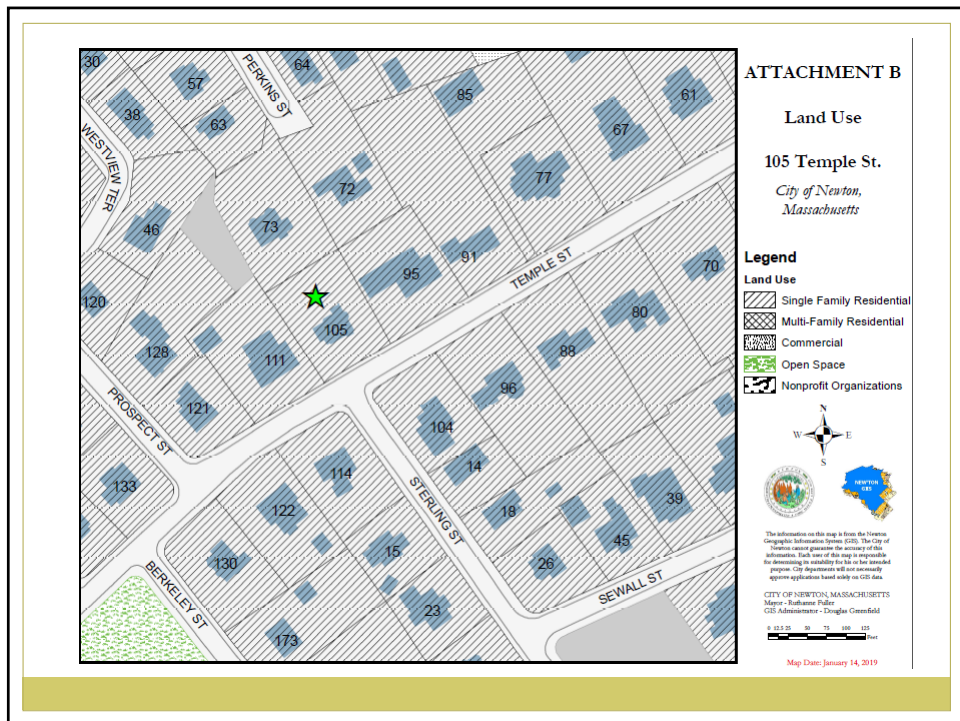 30
57
64
PERKINS ST
85
61
38
63
67
WESTVIEW TER
77
72
46
73
91
95
TEMPLE ST
70
120
105
80
128
111
88
96
121
PROSPECT ST
104
114
14
133
STERLING ST
39
122
18
45
15
130
26
BERKELEY ST
SEWALL ST
23
173
ATTACHMENT B
Land Use
105 Temple St.
City of Newton,
Massachusetts
Legend
Land Use
Single Family Residential
Multi-Family Residential
Commercial
Open Space
Nonprofit Organizations
N
W E
S
NEWTON
GIS
The information on this map is from the Newton
Geographic Information System (GIS). The City of
Newton cannot guarantee the accuracy of this
information. Each user of this map is responsible
for determining its suitability for his or her intended
purpose. City departments will not necessarily
approve applications based solely on GIS data.
CITY OF NEWTON, MASSACHUSETTS
Mayor - Ruthanne Fuller
GIS Administrator - Douglas Greenfield
0 12.5 25 50 75 100 125
Feet
Map Date: January 14, 2019